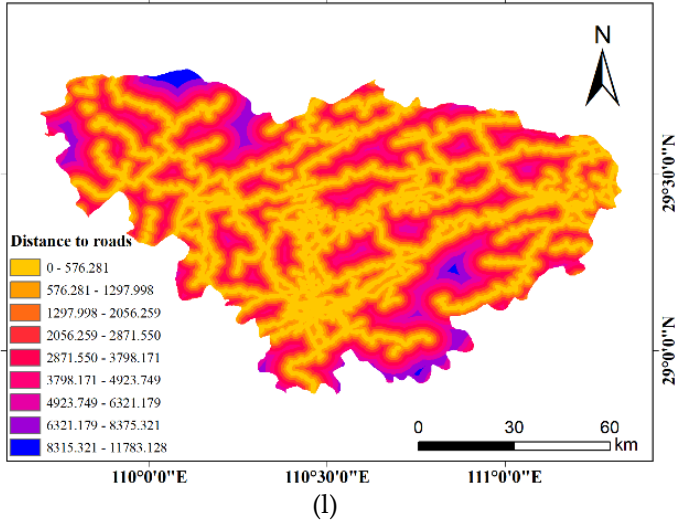 N
29°30'0"N
29°0'0"N
Distance to roads
0 - 576.281
576.281 - 1297.998
1297.998 - 2056.259
2056.259 - 2871.550
2871.550 - 3798.171
3798.171 - 4923.749
4923.749 - 6321.179
6321.179 - 8375.321
8315.321 - 11783.128
0 30 60
km
110°0'0"E 110°30'0"E 111°0'0"E
(l)